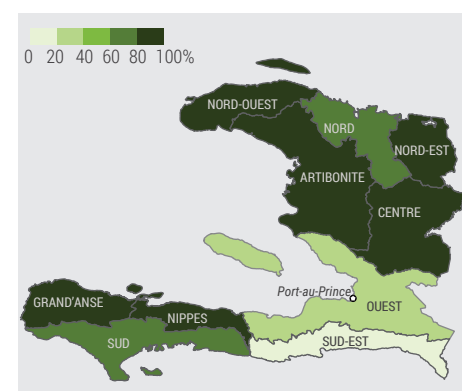 0 20 40 60 80 100%
NORD-OUEST
NORD
NORD-EST
ARTIBONITE
CENTRE
Port-au-Prince
GRAND'ANSE
NIPPES
OUEST
SUD
SUD-EST